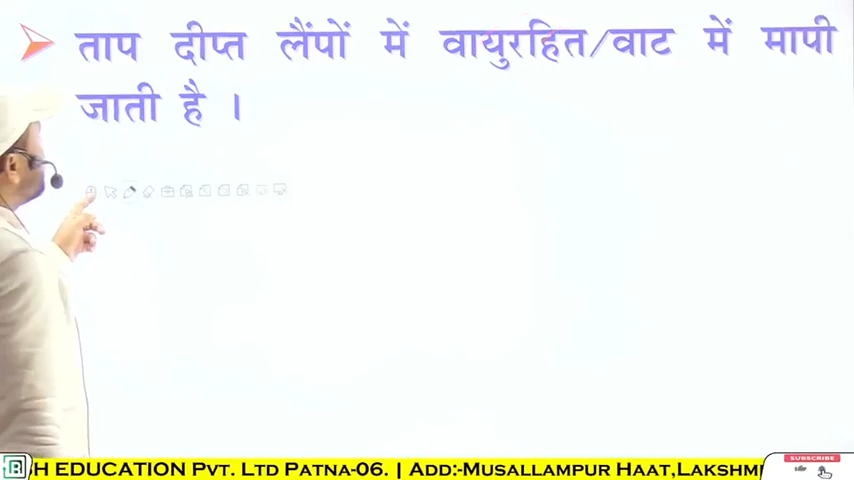 ताप दीप्त लैंपों में वायुरहित/वाट में मापी
जाती है ।
H EDUCATION PVT. LTD PATNA-06. | ADD:-MUSALLAMPUR HAAT,LAKSHM
SUBSCRIBE